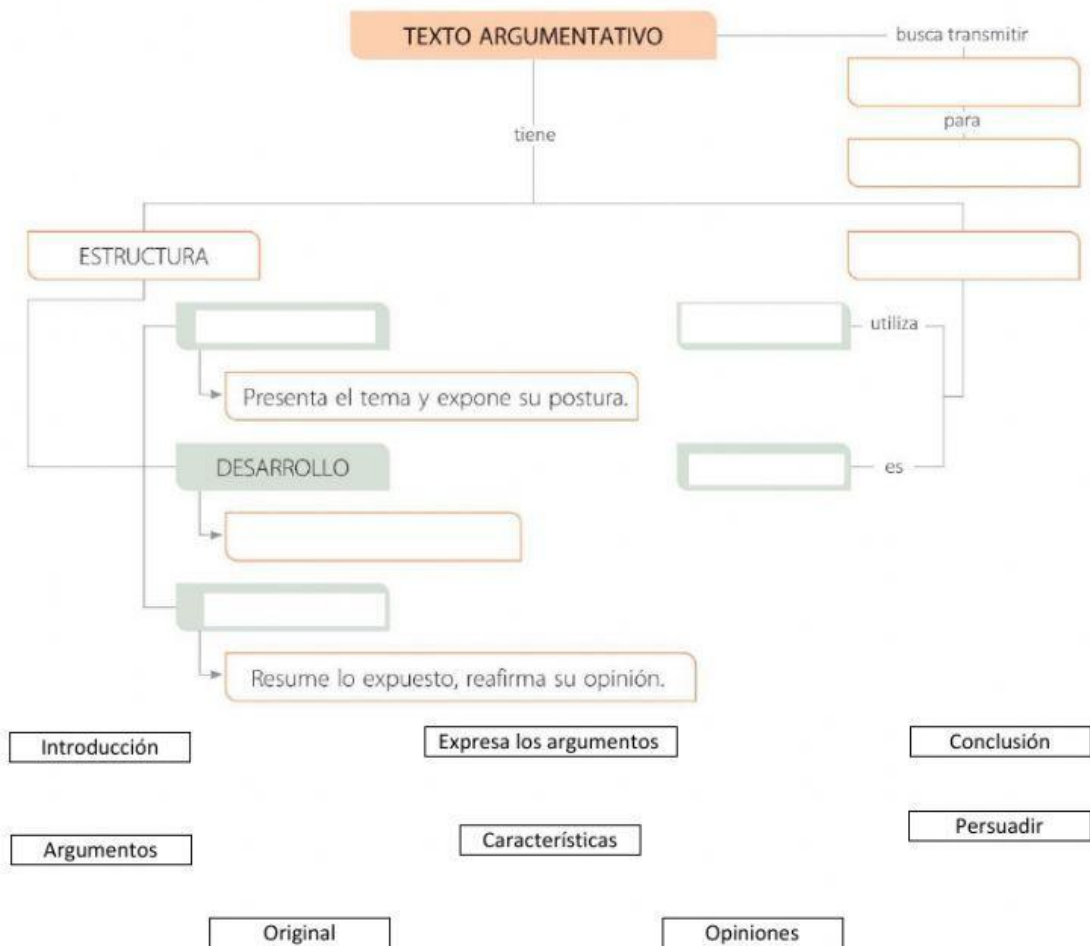 TEXTO ARGUMENTATIVO
busca transmitir
para
tiene
ESTRUCTURA
utiliza
Presenta el tema y expone su postura.
DESARROLLO
es
Resume lo expuesto, reafirma su opinión.
Introducción
Expresa los argumentos
Conclusión
Argumentos
Características
Persuadir
Original
Opiniones